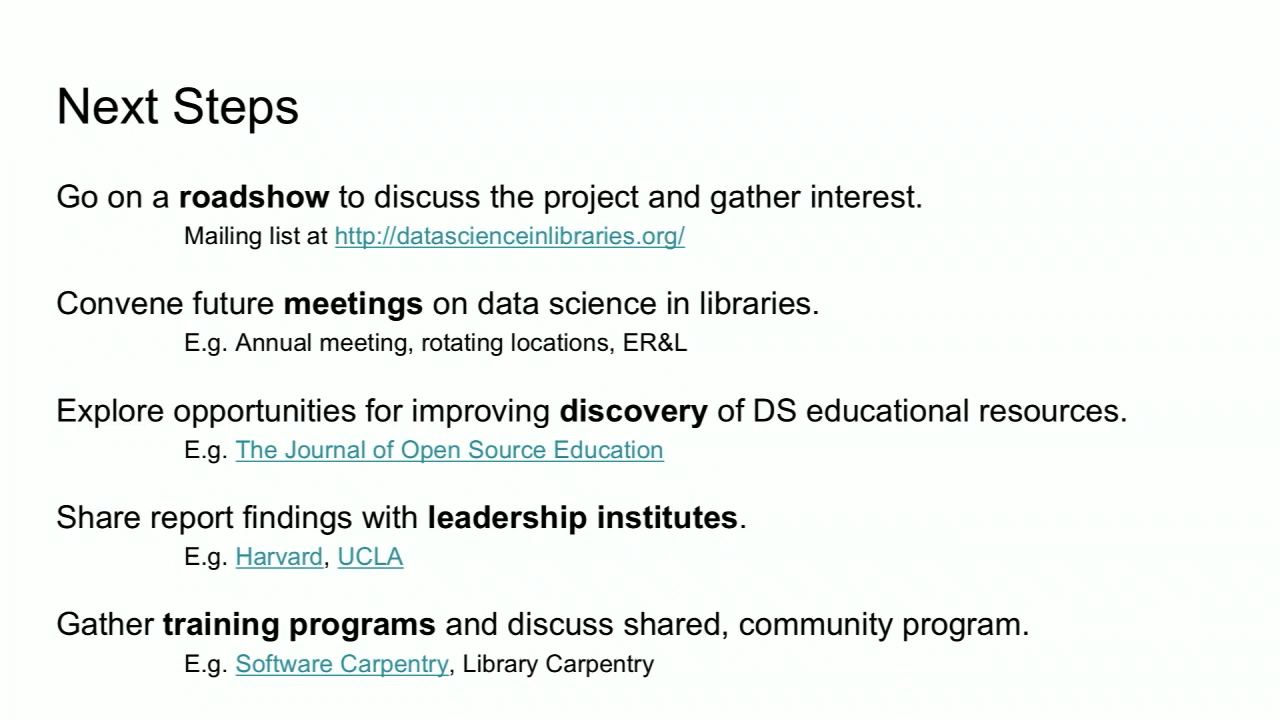 Next Steps
Go on a roadshow to discuss the project and gather interest.
Mailing list at http://datascienceinlibraries.org/
Convene future meetings on data science in libraries.
E.g. Annual meeting, rotating locations, ER&L
Explore opportunities for improving discovery of DS educational resources.
E.g. The Journal of Open Source Education
Share report findings with leadership institutes.
E.g. Harvard, UCLA
Gather training programs and discuss shared, community program.
E.g. Software Carpentry, Library Carpentry